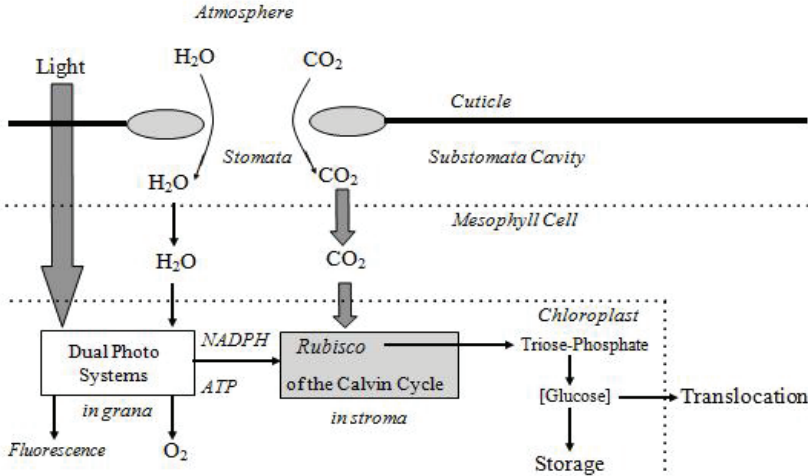 Atmosphere
H₂O
CO₂
Light
Cuticle
Stomata
Substomata Cavity
H₂O
CO₂
Mesophyll Cell
H₂O
CO₂
Chloroplast
NADPH
Dual Photo
Systems
ATP
Rubisco
of the Calvin Cycle
Triose-Phosphate
[Glucose]
Translocation
in grana
in stroma
Fluorescence
O₂
Storage